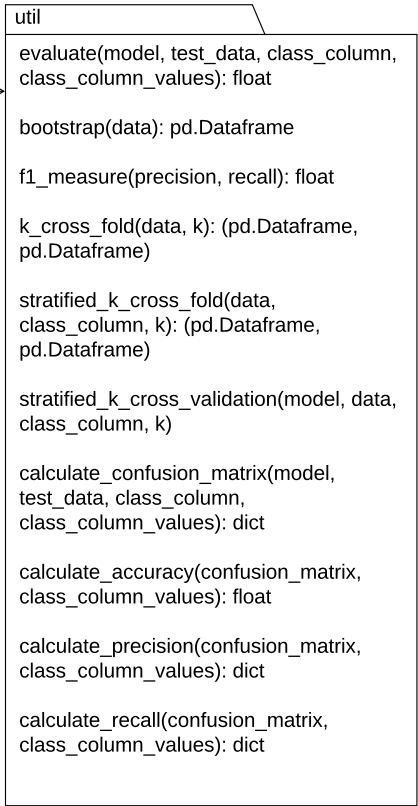 util
evaluate(model, test_data, class_column,
class_column_values): float
bootstrap(data): pd.Dataframe
f1_measure(precision, recall): float
k_cross_fold(data, k): (pd.Dataframe,
pd.Dataframe)
stratified_k_cross_fold(data,
class_column, k): (pd.Dataframe,
pd.Dataframe)
stratified_k_cross_validation(model, data,
class_column, k)
calculate_confusion_matrix(model,
test_data, class_column,
class_column_values): dict
calculate_accuracy(confusion_matrix,
class_column_values): float
calculate_precision(confusion_matrix,
class_column_values): dict
calculate_recall(confusion_matrix,
class_column_values): dict